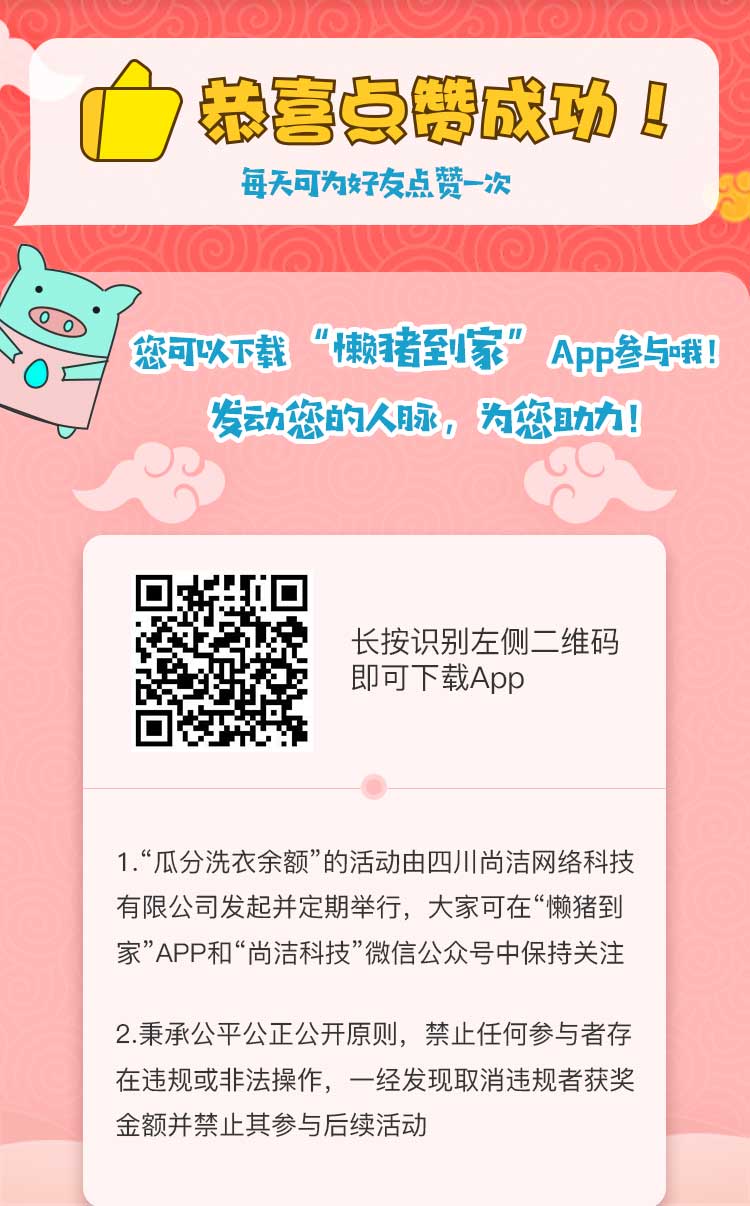 恭喜点赞成功！
每天可为好友点赞一次
您可以下载“懒猪到家”App参与哦！
发动您的人脉，为您助力！
长按识别左侧二维码
即可下载App
1.“瓜分洗衣余额”的活动由四川尚洁网络科技
有限公司发起并定期举行，大家可在“懒猪到
家”APP和“尚洁科技”微信公众号中保持关注
2.秉承公平公正公开原则，禁止任何参与者存
在违规或非法操作，一经发现取消违规者获奖
金额并禁止其参与后续活动